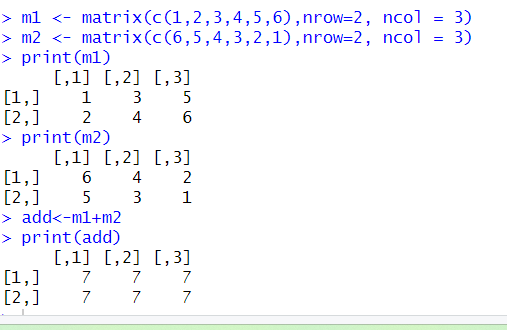 > m1 <- matrix(c(1,2,3,4,5,6),nrow=2, ncol = 3)
> m2 <- matrix(c(6,5,4,3,2,1),nrow=2, ncol = 3)
> print(m1)
     [,1] [,2] [,3]
[1,]    1    3    5
[2,]    2    4    6
> print(m2)
     [,1] [,2] [,3]
[1,]    6    4    2
[2,]    5    3    1
> add<-m1+m2
> print(add)
     [,1] [,2] [,3]
[1,]    7    7    7
[2,]    7    7    7
>